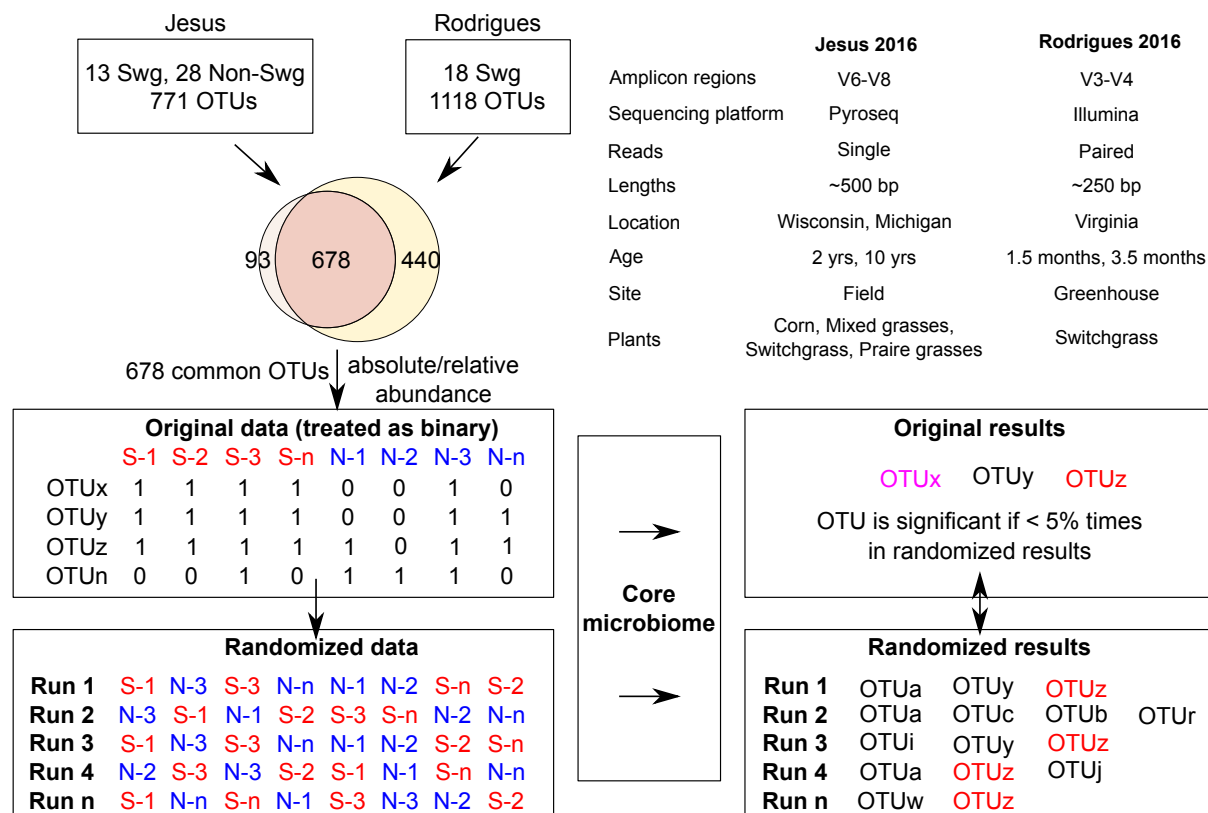 Jesus
13 Swg, 28 Non-Swg
771 OTUs
Rodrigues
18 Swg
1118 OTUs
93 678 440
678 common OTUs
absolute/relative
abundance
Jesus 2016 Rodrigues 2016
Amplicon regions V6-V8 V3-V4
Sequencing platform Pyroseq Illumina
Reads Single Paired
Lengths ~500 bp ~250 bp
Location Wisconsin, Michigan Virginia
Age 2 yrs, 10 yrs 1.5 months, 3.5 months
Site Field Greenhouse
Plants Corn, Mixed grasses, Switchgrass
Switchgrass, Praire grasses
Original data (treated as binary)
S-1 S-2 S-3 S-n N-1 N-2 N-3 N-n
OTUx 1 1 1 1 0 0 1 0
OTUy 1 1 1 1 0 0 1 1
OTUz 1 1 1 1 1 0 1 1
OTUn 0 0 1 0 1 1 1 0
Randomized data
Run 1 S-1 N-3 S-3 N-n N-1 N-2 S-n S-2
Run 2 N-3 S-1 N-1 S-2 S-3 S-n N-2 N-n
Run 3 S-1 N-3 S-3 N-n N-1 N-2 S-2 S-n
Run 4 N-2 S-3 N-3 S-2 S-1 N-1 S-n N-n
Run n S-1 N-n S-n N-1 S-3 N-3 N-2 S-2
Core
microbiome
Original results
OTUx OTUy OTUz
OTU is significant if < 5% times
in randomized results
Randomized results
Run 1 OTUa OTUy OTUz
Run 2 OTUa OTUc OTUb OTUr
Run 3 OTUi OTUy OTUz
Run 4 OTUa OTUz OTUj
Run n OTUw OTUz